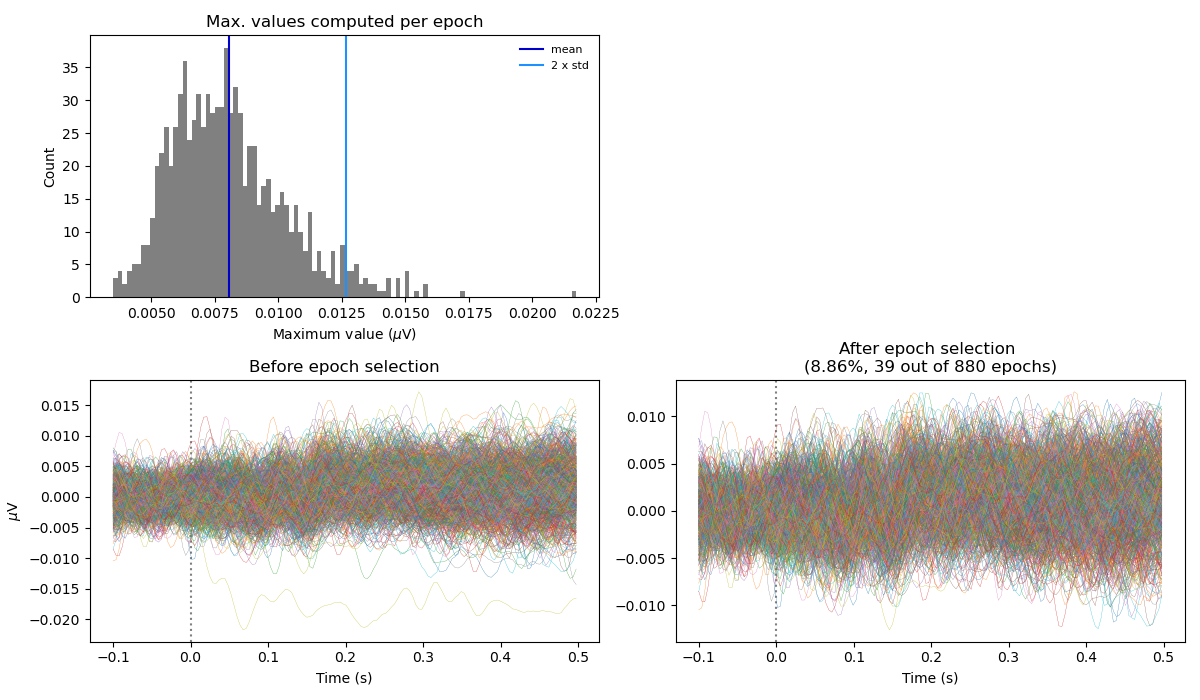 Max. values computed per epoch
mean
2 x std
35
30
25
20
15
10
5
0
Count
0.0050 0.0075 0.0100 0.0125 0.0150 0.0175 0.0200 0.0225
Maximum value (μV)
Before epoch selection
0.015
0.010
0.005
0.000
−0.005
−0.010
−0.015
−0.020
μV
−0.1 0.0 0.1 0.2 0.3 0.4 0.5
Time (s)
After epoch selection
(8.86%, 39 out of 880 epochs)
0.010
0.005
0.000
−0.005
−0.010
−0.1 0.0 0.1 0.2 0.3 0.4 0.5
Time (s)